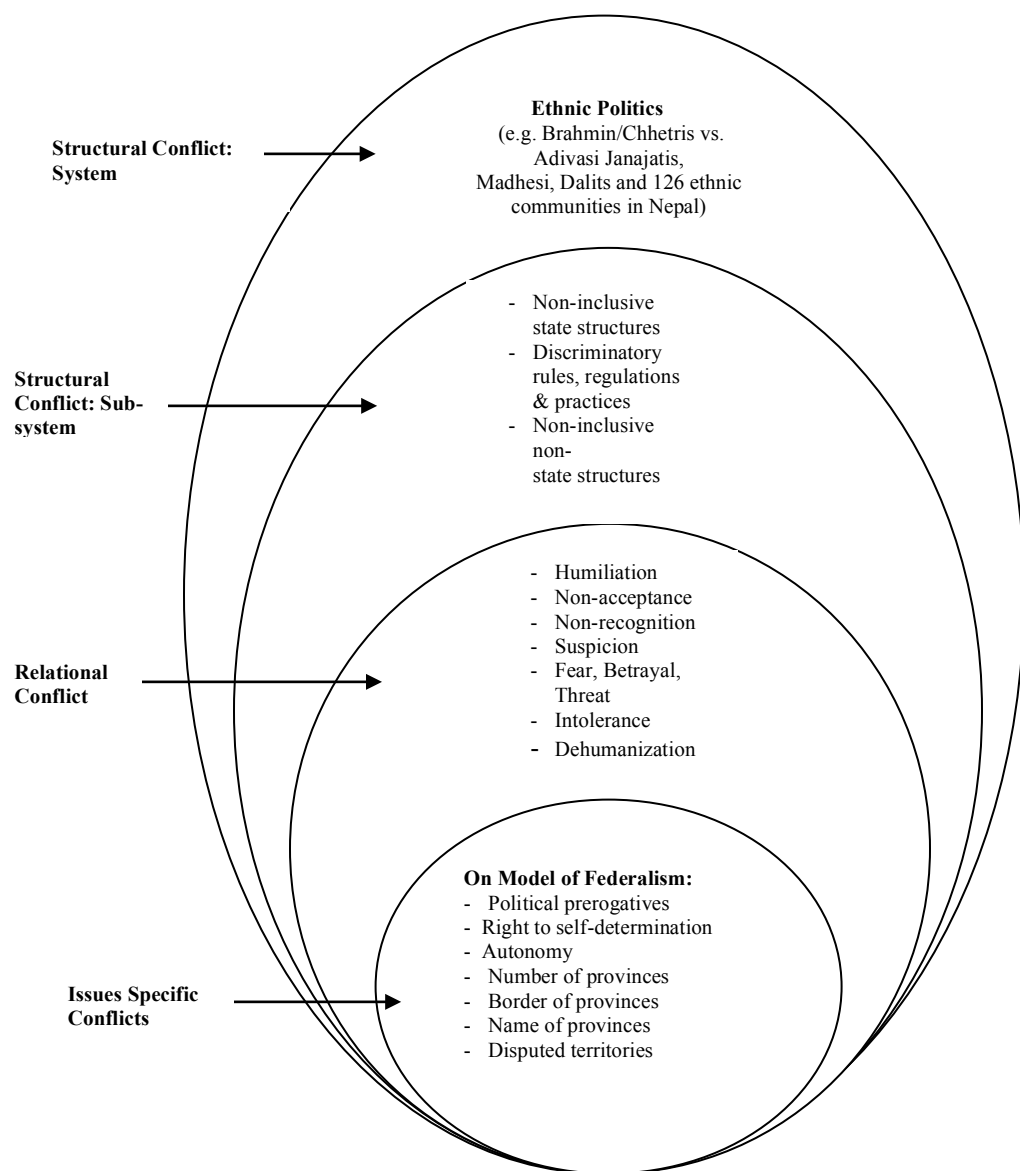 Ethnic Politics
(e.g. Brahmin/Chhetris vs.
Adivasi Janajatis,
Madhesi, Dalits and 126 ethnic
communities in Nepal)
Structural Conflict:
System
- Non-inclusive
state structures
- Discriminatory
rules, regulations
& practices
- Non-inclusive
non-
state structures
Structural
Conflict: Sub-
system
- Humiliation
- Non-acceptance
- Non-recognition
- Suspicion
- Fear, Betrayal,
Threat
- Intolerance
- Dehumanization
Relational
Conflict
On Model of Federalism:
- Political prerogatives
- Right to self-determination
- Autonomy
- Number of provinces
- Border of provinces
- Name of provinces
- Disputed territories
Issues Specific
Conflicts